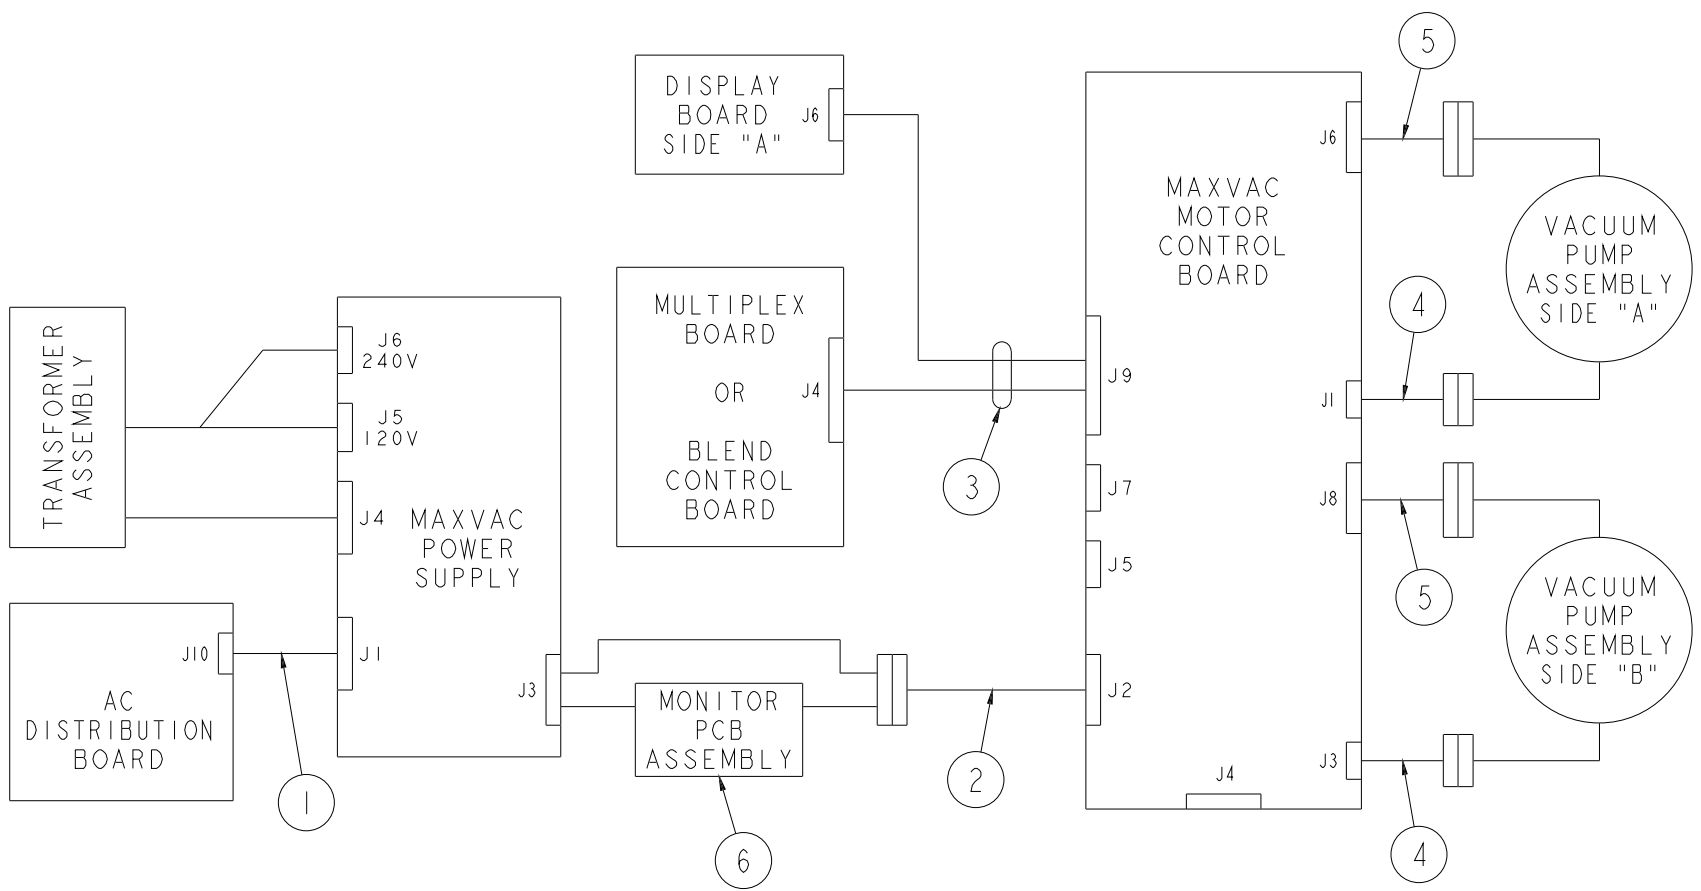 5
DISPLAY
BOARD
SIDE "A"
J6
J6
MAXVAC
MOTOR
CONTROL
BOARD
VACUUM
PUMP
ASSEMBLY
SIDE "A"
4
MULTIPLEX
BOARD
OR
BLEND
CONTROL
BOARD
J4
TRANSFORMER
ASSEMBLY
J6
240V
J5
120V
J4
MAXVAC
POWER
SUPPLY
J1
J3
J9
J7
J5
J2
J4
J1
J8
J3
3
5
VACUUM
PUMP
ASSEMBLY
SIDE "B"
J10
AC
DISTRIBUTION
BOARD
MONITOR
PCB
ASSEMBLY
1
2
6
4